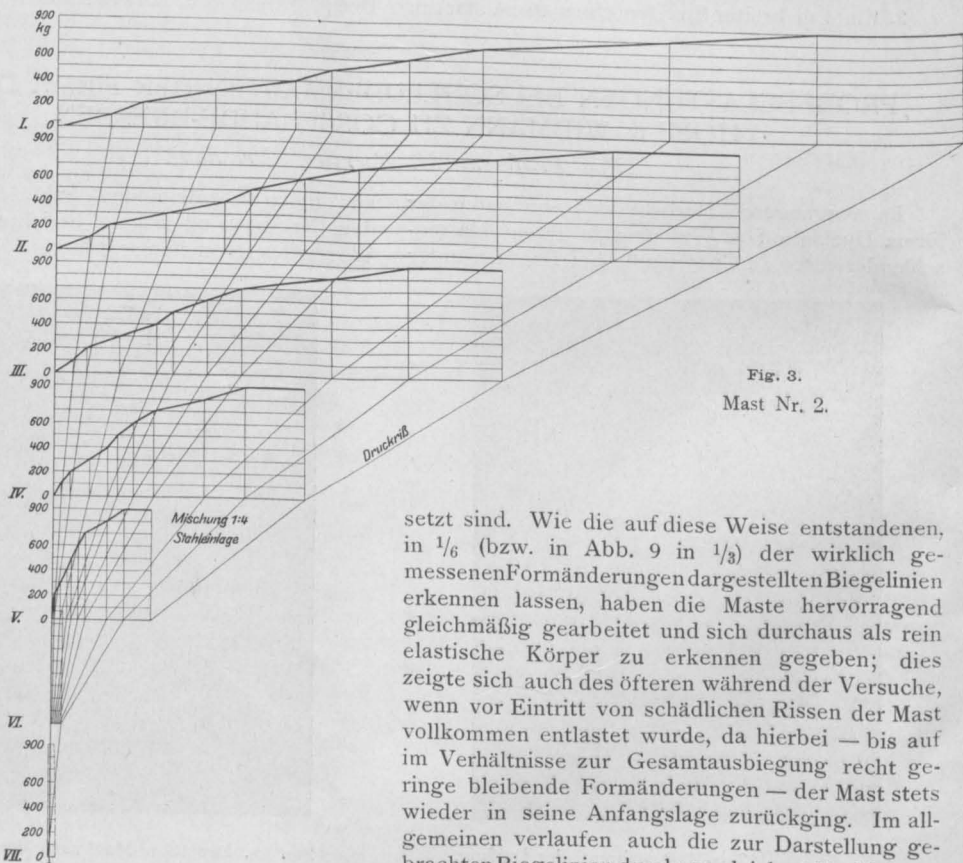 900
kg
600
400
200
I. 0
900
600
400
200
II. 0
900
600
400
200
III. 0
900
600
400
200
IV. 0
900
600
400
200
V. 0
VI.
900
600
400
200
VII. 0
Druckriß
Mischung 1:4
Stahleinlage
Fig. 3.
Mast Nr. 2.
setzt sind. Wie die auf diese Weise entstandenen,
in 1/6 (bzw. in Abb. 9 in 1/3) der wirklich ge-
messenen Formänderungen dargestellten Biegelinien
erkennen lassen, haben die Maste hervorragend
gleichmäßig gearbeitet und sich durchaus als rein
elastische Körper zu erkennen gegeben; dies
zeigte sich auch des öfteren während der Versuche,
wenn vor Eintritt von schädlichen Rissen der Mast
vollkommen entlastet wurde, da hierbei — bis auf
im Verhältnisse zur Gesamtausbiegung recht ge-
ringe bleibende Formänderungen — der Mast stets
wieder in seine Anfangslage zurückging. Im all-
gemeinen verlaufen auch die zur Darstellung ge-
brachten Biegelinien